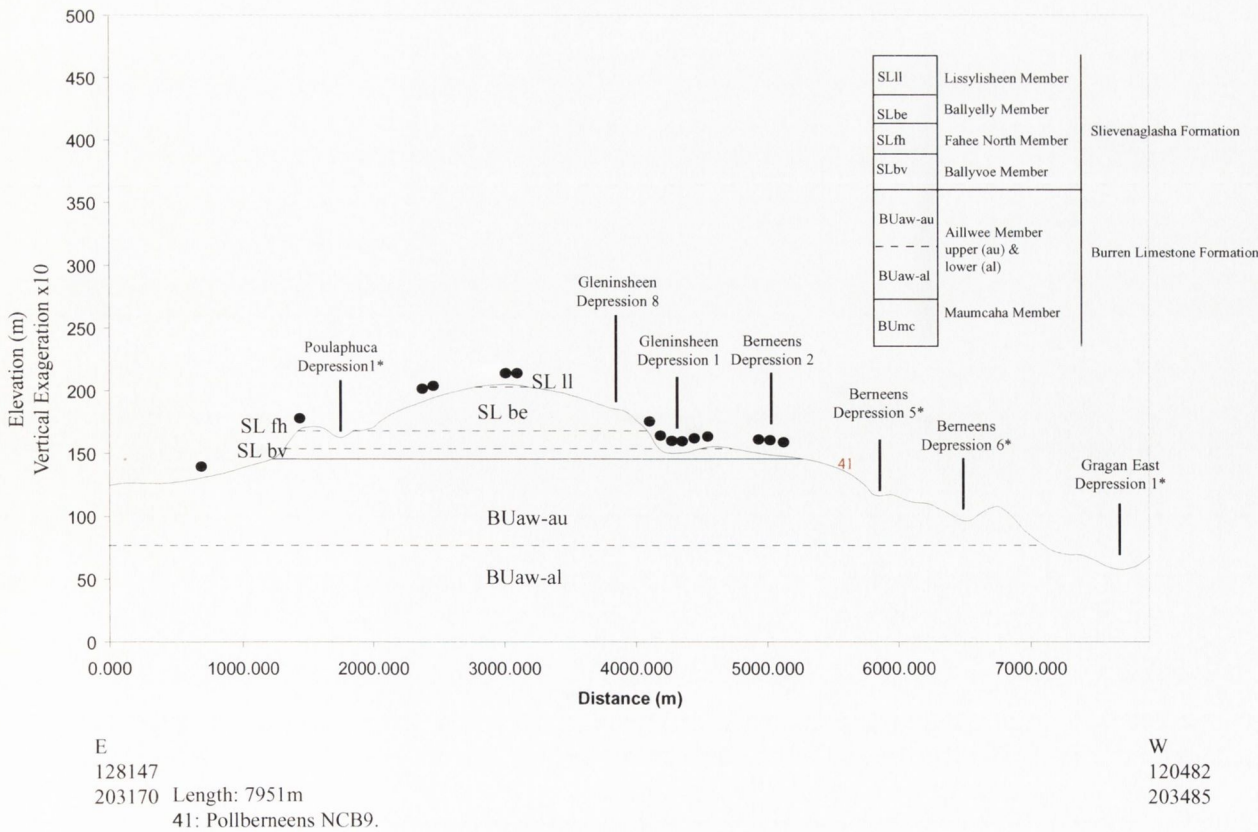 500
450
400
350
300
250
200
150
100
50
0
Elevation (m)
Vertical Exageration x10
SLll
Lissylisheen Member
SLbe
Ballyelly Member
SLfh
Fahee North Member
SLbv
Ballyvoe Member
Slievenaglasha Formation
BUaw-au
Aillwee Member
upper (au) &
lower (al)
BUaw-al
Burren Limestone Formation
BUmc
Maumcaha Member
Gleninsheen
Depression 8
Poulaphuca
Depression1*
Gleninsheen
Depression 1
Berneens
Depression 2
Berneens
Depression 5*
Berneens
Depression 6*
Gragan East
Depression 1*
SL ll
SL be
SL fh
SL bv
41
BUaw-au
BUaw-al
0.000
1000.000
2000.000
3000.000
4000.000
5000.000
6000.000
7000.000
Distance (m)
E
128147
203170
Length: 7951m
41: Pollberneens NCB9.
W
120482
203485